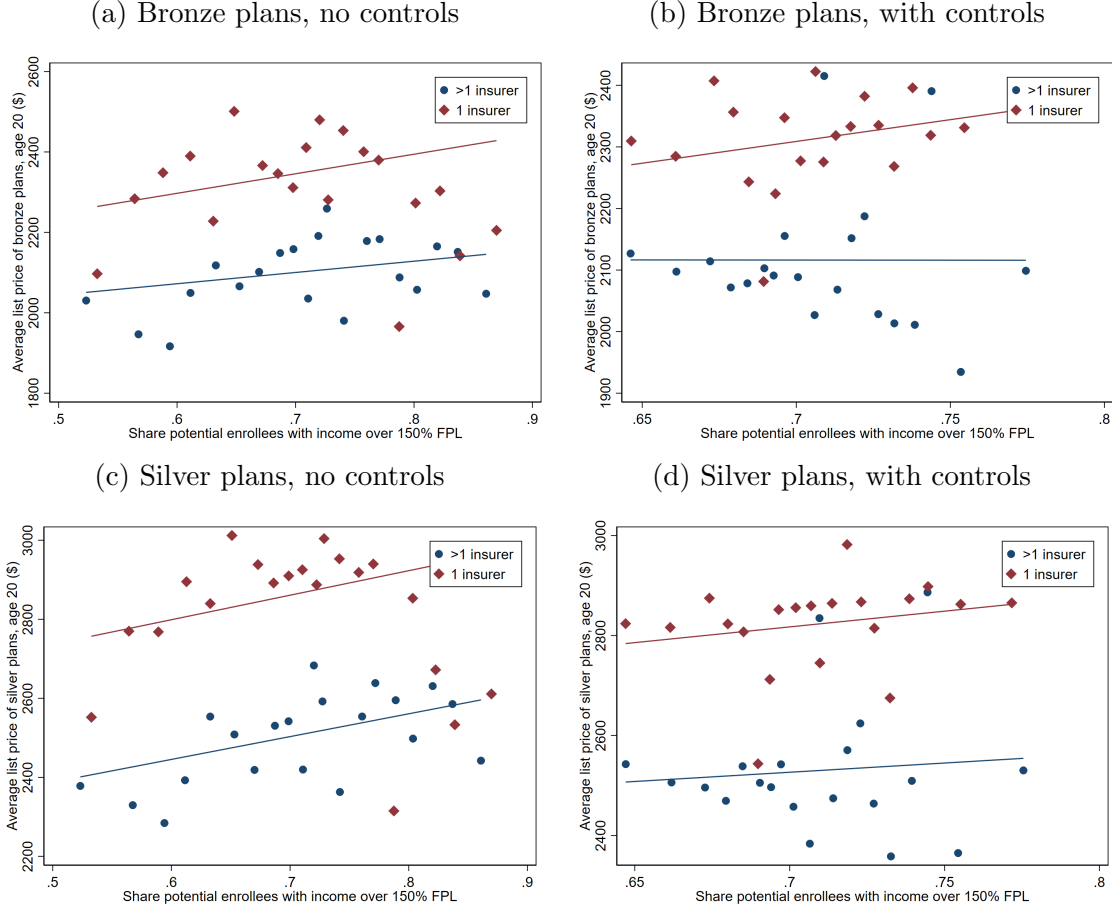 (a) Bronze plans, no controls
Average list price of bronze plans, age 20 ($)
2600
2400
2200
2000
1800
>1 insurer
1 insurer
.5 .6 .7 .8 .9
Share potential enrollees with income over 150% FPL
(b) Bronze plans, with controls
Average list price of bronze plans, age 20 ($)
2400
2300
2200
2100
2000
1900
>1 insurer
1 insurer
.65 .7 .75 .8
Share potential enrollees with income over 150% FPL
(c) Silver plans, no controls
Average list price of silver plans, age 20 ($)
3000
2800
2600
2400
2200
>1 insurer
1 insurer
.5 .6 .7 .8 .9
Share potential enrollees with income over 150% FPL
(d) Silver plans, with controls
Average list price of silver plans, age 20 ($)
3000
2800
2600
2400
>1 insurer
1 insurer
.65 .7 .75 .8
Share potential enrollees with income over 150% FPL